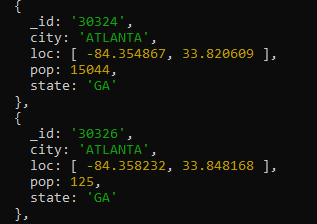 {
_id: '30324',
city: 'ATLANTA',
loc: [ -84.354867, 33.820609 ],
pop: 15044,
state: 'GA'
},
{
_id: '30326',
city: 'ATLANTA',
loc: [ -84.358232, 33.848168 ],
pop: 125,
state: 'GA'
},